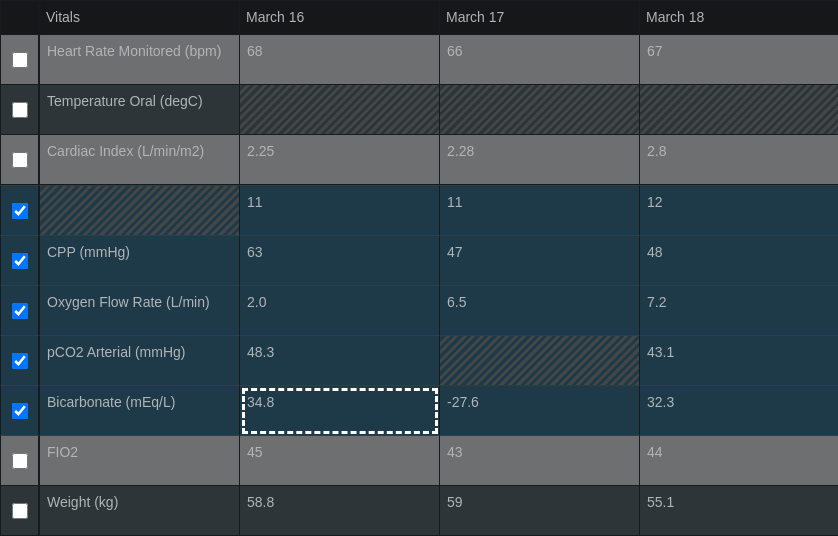 Vitals March 16 March 17 March 18
Heart Rate Monitored (bpm) 68 66 67
Temperature Oral (degC)
Cardiac Index (L/min/m2) 2.25 2.28 2.8
11 11 12
CPP (mmHg) 63 47 48
Oxygen Flow Rate (L/min) 2.0 6.5 7.2
pCO2 Arterial (mmHg) 48.3 43.1
Bicarbonate (mEq/L) 34.8 -27.6 32.3
FIO2 45 43 44
Weight (kg) 58.8 59 55.1